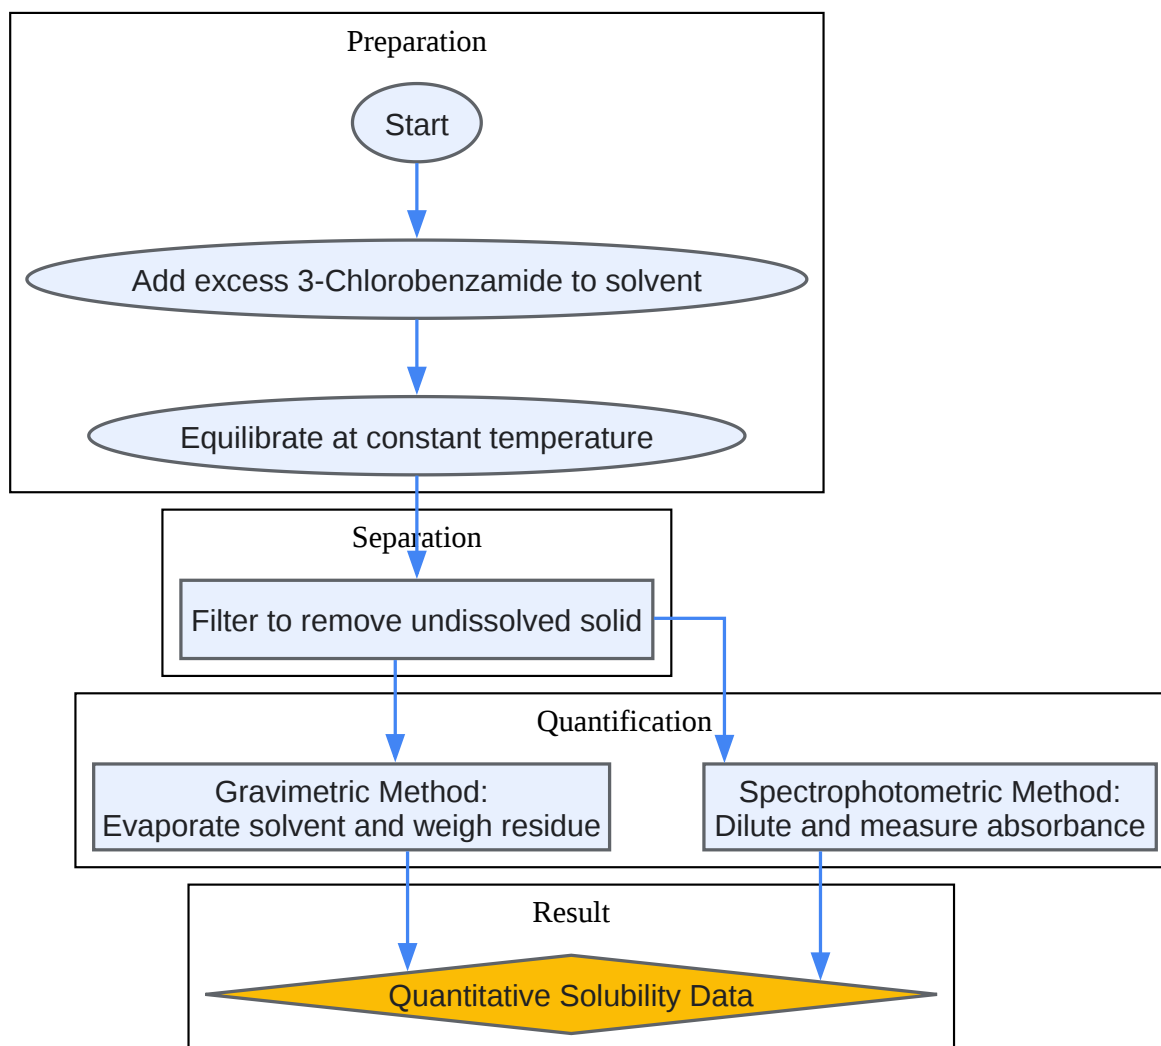 Preparation
Start
Add excess 3-Chlorobenzamide to solvent
Equilibrate at constant temperature
Separation
Filter to remove undissolved solid
Quantification
Gravimetric Method:
Evaporate solvent and weigh residue
Spectrophotometric Method:
Dilute and measure absorbance
Result
Quantitative Solubility Data